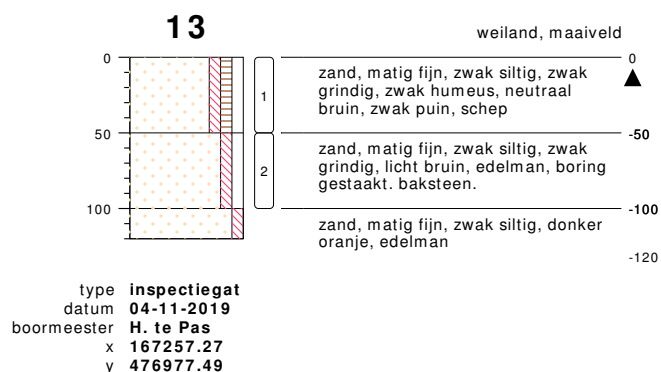 13
weiland, maaiveld
0
0
zand, matig fijn, zwak siltig, zwak
grindig, zwak humeus, neutraal
bruin, zwak puin, schep
1
50
-50
zand, matig fijn, zwak siltig, zwak
grindig, licht bruin, edelman, boring
gestaakt. baksteen.
2
100
-100
zand, matig fijn, zwak siltig, donker
oranje, edelman
-120
type inspectiegat
datum 04-11-2019
boormeester H. te Pas
x 167257.27
y 476977.49